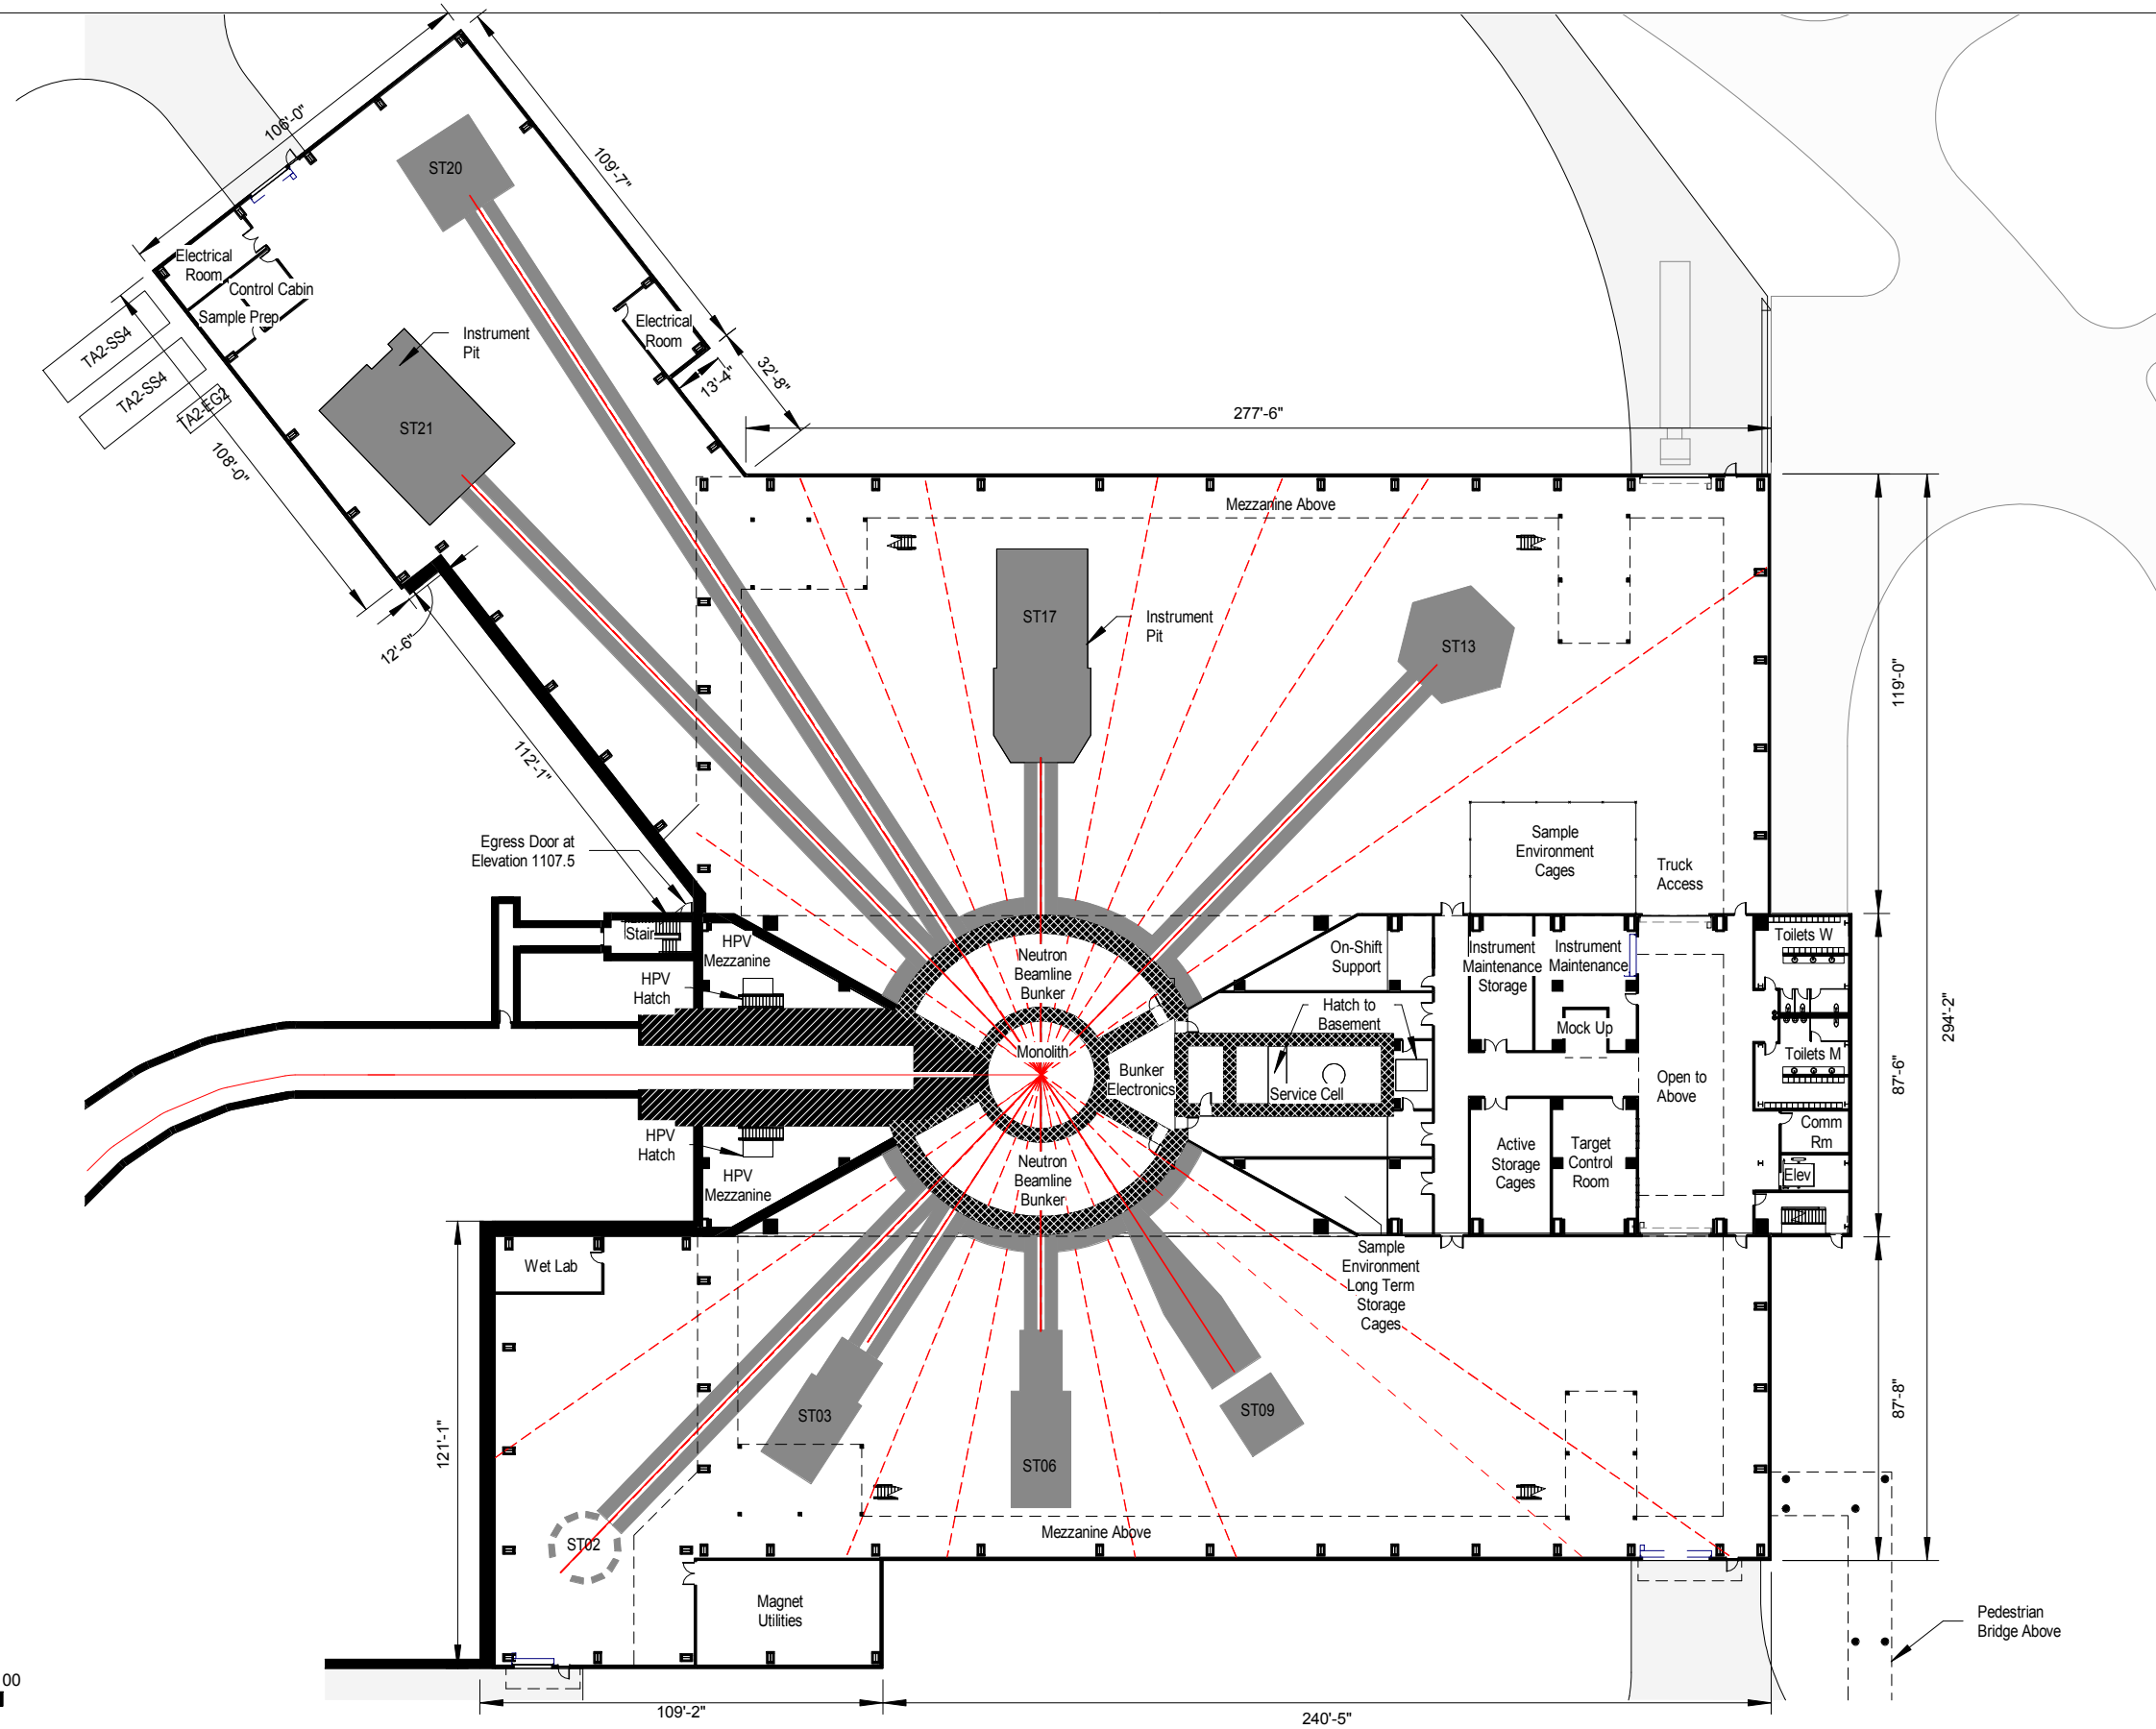 106'-0"
109'-7"
ST20
Electrical
Room
Control Cabin
Sample Prep
TA2-SS4
TA2-SS4
TA2-EG2
108'-0"
Instrument
Pit
ST21
Electrical
Room
13'-4"
32'-8"
277'-6"
Mezzanine Above
12'-6"
112'-1"
ST17
Instrument
Pit
ST13
119'-0"
294'-2"
Egress Door at
Elevation 1107.5
Sample
Environment
Cages
Truck
Access
Stair
HPV
Mezzanine
HPV
Hatch
Neutron
Beamline
Bunker
On-Shift
Support
Instrument
Maintenance
Storage
Instrument
Maintenance
Toilets W
Hatch to
Basement
Mock Up
Monolith
Bunker
Electronics
Service Cell
Open to
Above
Toilets M
87'-6"
HPV
Hatch
HPV
Mezzanine
Neutron
Beamline
Bunker
Active
Storage
Cages
Target
Control
Room
Comm
Rm
Elev
Wet Lab
Sample
Environment
Long Term
Storage
Cages
121'-1"
ST03
ST06
ST09
87'-8"
ST02
Mezzanine Above
Magnet
Utilities
Pedestrian
Bridge Above
00
109'-2"
240'-5"